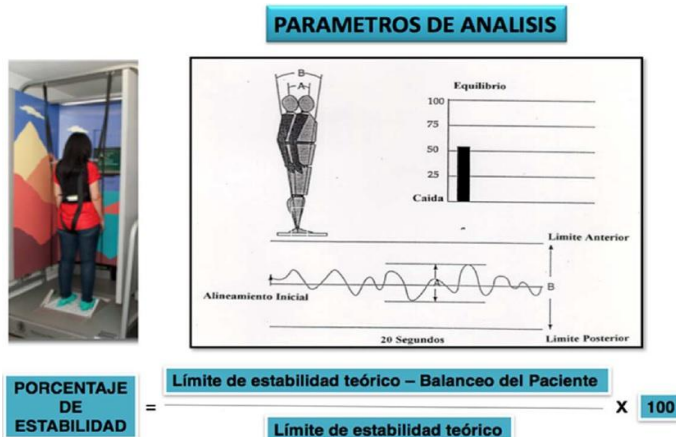 PARAMETROS DE ANALISIS
B
A
Equilibrio
100
75
50
25
Caida
Limite Anterior
A
B
Alineamiento Inicial
20 Segundos
Limite Posterior
PORCENTAJE
DE
ESTABILIDAD
=
Límite de estabilidad teórico – Balanceo del Paciente
Límite de estabilidad teórico
X 100